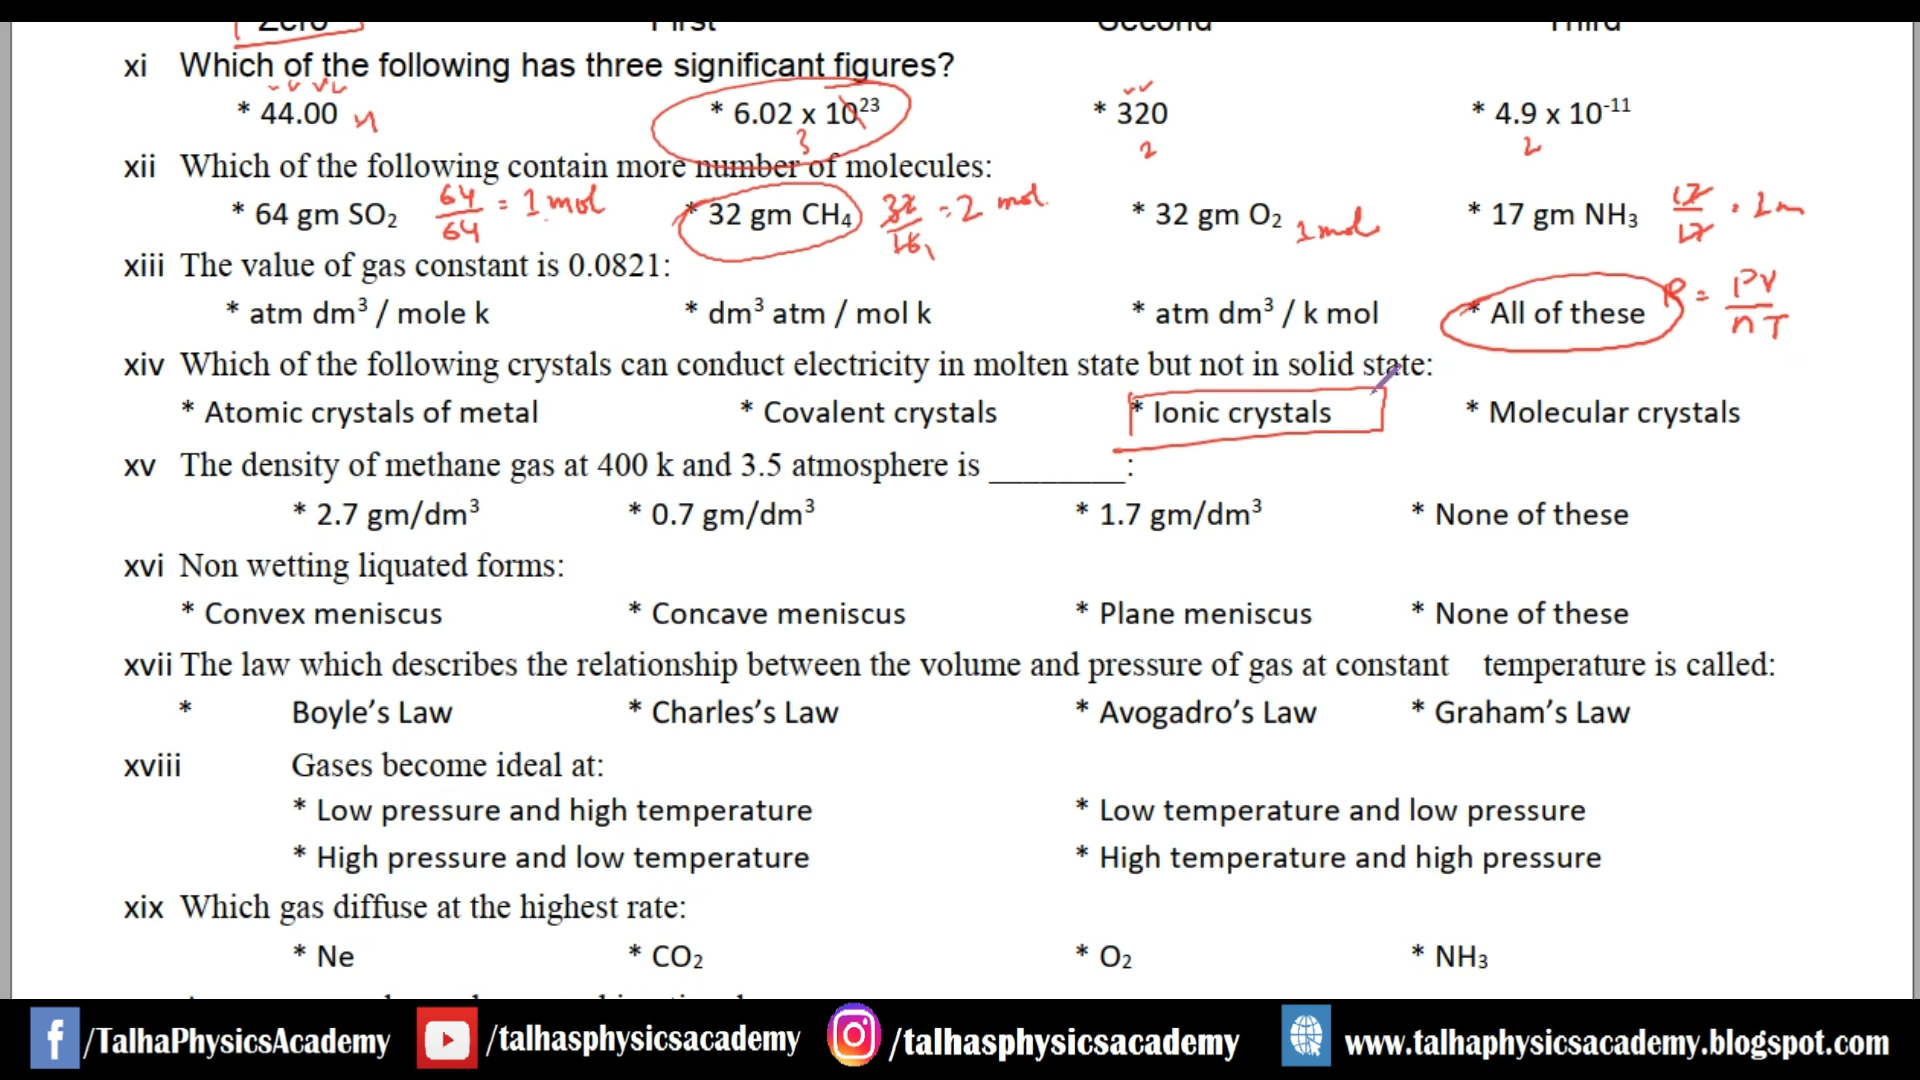 Zero First Second Third
xi Which of the following has three significant figures?
* 44.00 4 * 6.02 x 10²³ 3 * 320 2 * 4.9 x 10⁻¹¹ 2
xii Which of the following contain more number of molecules:
* 64 gm SO₂ 64/64 = 1 mol * 32 gm CH₄ 32/16 = 2 mol * 32 gm O₂ 1 mol * 17 gm NH₃ 17/17 = 1 m
xiii The value of gas constant is 0.0821:
* atm dm³ / mole k * dm³ atm / mol k * atm dm³ / k mol * All of these R = PV/nT
xiv Which of the following crystals can conduct electricity in molten state but not in solid state:
* Atomic crystals of metal * Covalent crystals * Ionic crystals * Molecular crystals
xv The density of methane gas at 400 k and 3.5 atmosphere is ________:
* 2.7 gm/dm³ * 0.7 gm/dm³ * 1.7 gm/dm³ * None of these
xvi Non wetting liquated forms:
* Convex meniscus * Concave meniscus * Plane meniscus * None of these
xvii The law which describes the relationship between the volume and pressure of gas at constant temperature is called:
* Boyle’s Law * Charles’s Law * Avogadro’s Law * Graham’s Law
xviii Gases become ideal at:
* Low pressure and high temperature * Low temperature and low pressure
* High pressure and low temperature * High temperature and high pressure
xix Which gas diffuse at the highest rate:
* Ne * CO₂ * O₂ * NH₃
/TalhaPhysicsAcademy /talhasphysicsacademy /talhasphysicsacademy www.talhaphysicsacademy.blogspot.com